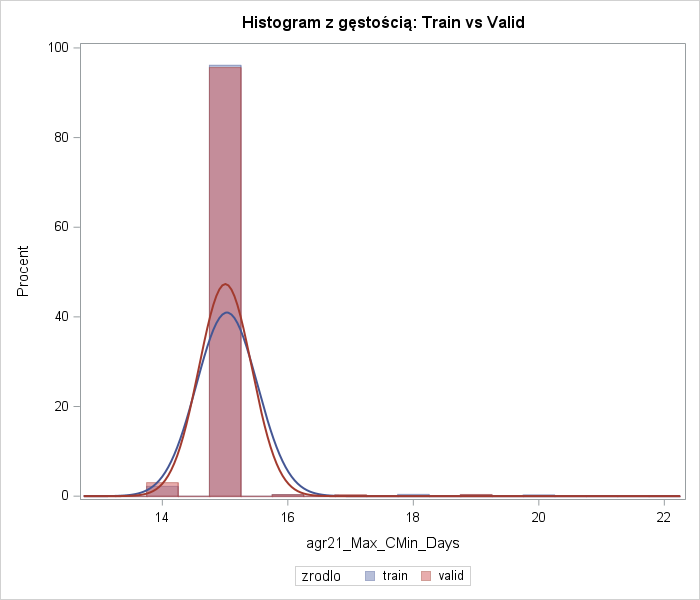 Histogram z gęstością: Train vs Valid
100
80
60
40
20
0
Procent
14 16 18 20 22
agr21_Max_CMin_Days
zrodlo train valid